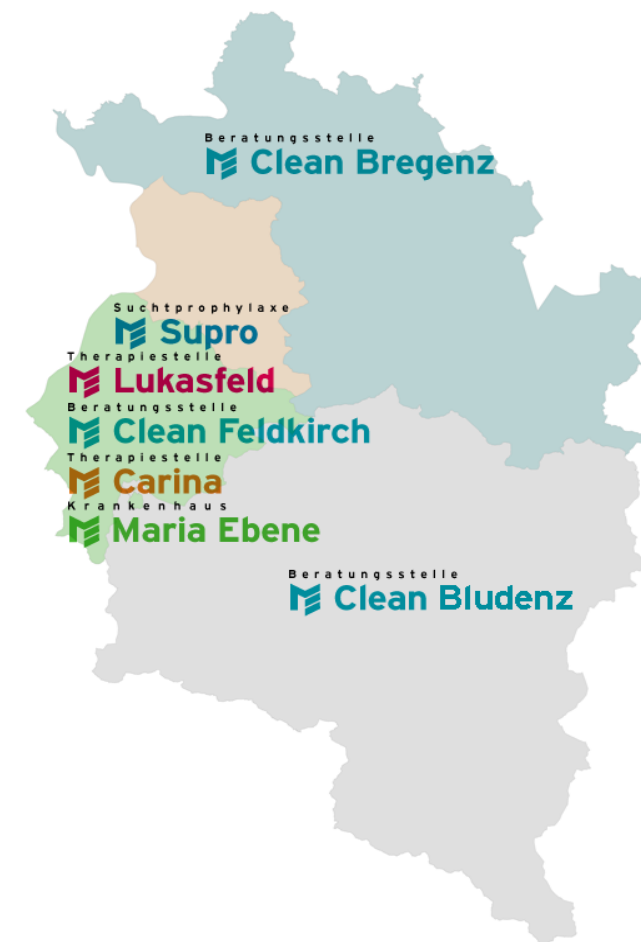 Beratungsstelle
Clean Bregenz
Suchtprophylaxe
Supro
Therapiestelle
Lukasfeld
Beratungsstelle
Clean Feldkirch
Therapiestelle
Carina
Krankenhaus
Maria Ebene
Beratungsstelle
Clean Bludenz